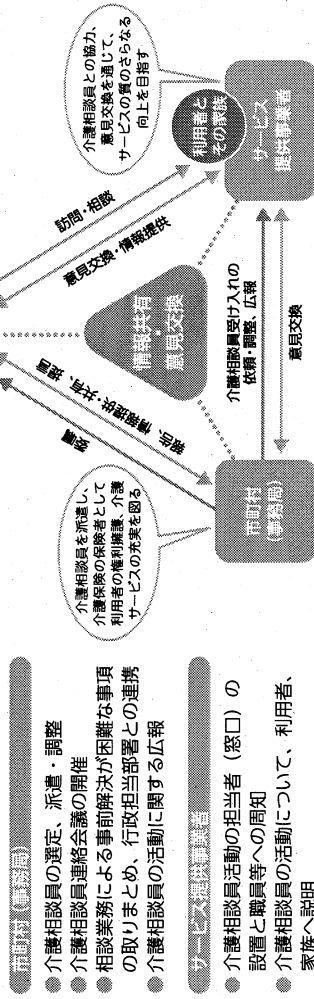 市町村（事務局）
●介護相談員の選定、派遣・調整
●介護相談員連絡会議の開催
●相談業務による事前解決が困難な事項
の取りまとめ、行政担当部署との連携
●介護相談員の活動に関する広報
サービス提供事業者
●介護相談員活動の担当者（窓口）の
設置と職員等への周知
●介護相談員の活動について、利用者、
家族へ説明
介護相談員を派遣し、
介護保険の保険者として
利用者の権利擁護、介護
サービスの充実を図る
市町村
（事務局）
報告、情報提供・共有、提案
情報共有
・
意見交換
訪問・相談
意見交換・情報提供
介護相談員受け入れの
依頼・調整、広報
意見交換
介護相談員との協力、
意見交換を通じて、
サービスの質のさらなる
向上を目指す
利用者と
その家族
サービス
提供事業者